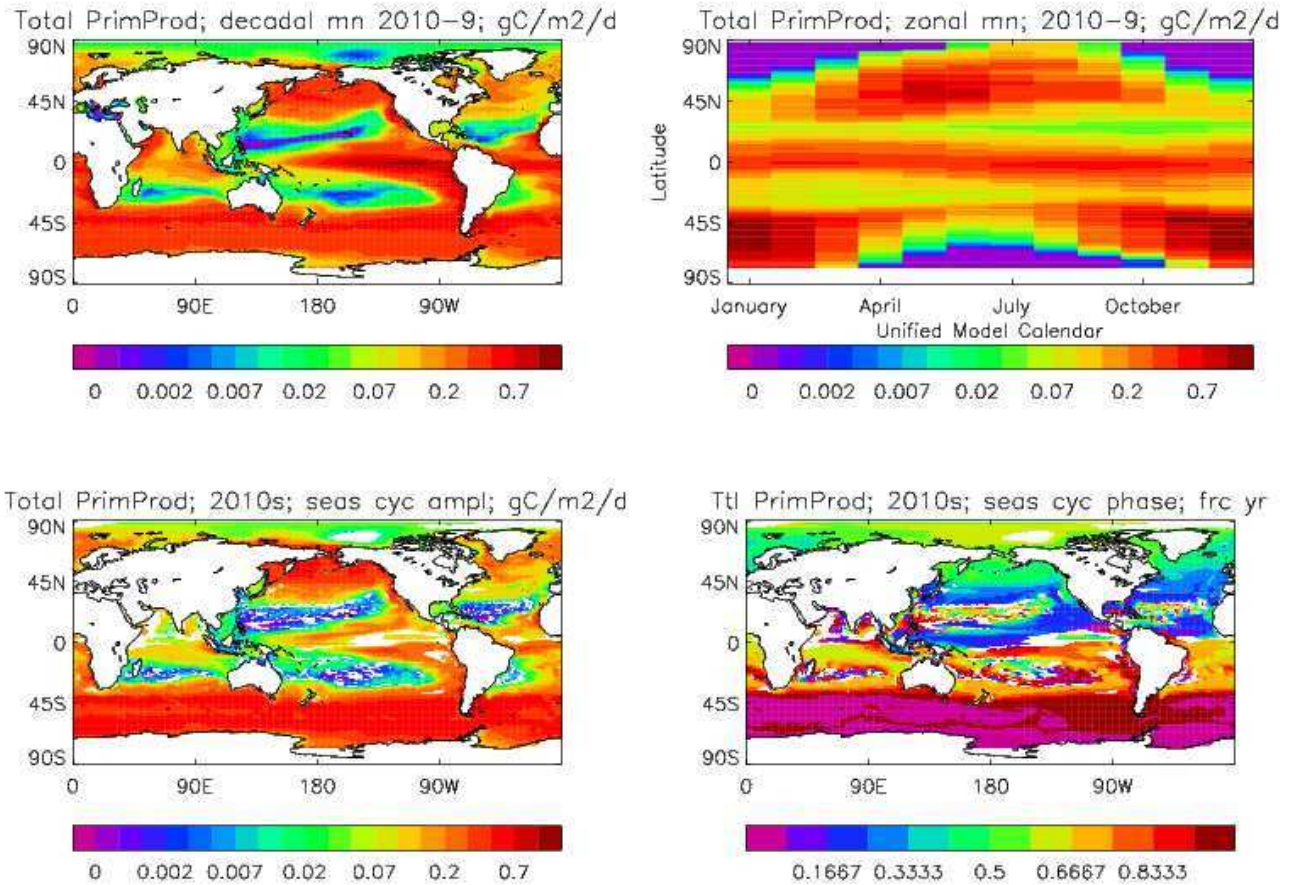 Total PrimProd; decadal mn 2010-9; gC/m2/d
90N
45N
0
45S
90S
0 90E 180 90W
0 0.002 0.007 0.02 0.07 0.2 0.7
Total PrimProd; zonal mn; 2010-9; gC/m2/d
90N
45N
0
45S
90S
Latitude
January April July October
Unified Model Calendar
0 0.002 0.007 0.02 0.07 0.2 0.7
Total PrimProd; 2010s; seas cyc ampl; gC/m2/d
90N
45N
0
45S
90S
0 90E 180 90W
0 0.002 0.007 0.02 0.07 0.2 0.7
Ttl PrimProd; 2010s; seas cyc phase; frc yr
90N
45N
0
45S
90S
0 90E 180 90W
0.1667 0.3333 0.5 0.6667 0.8333